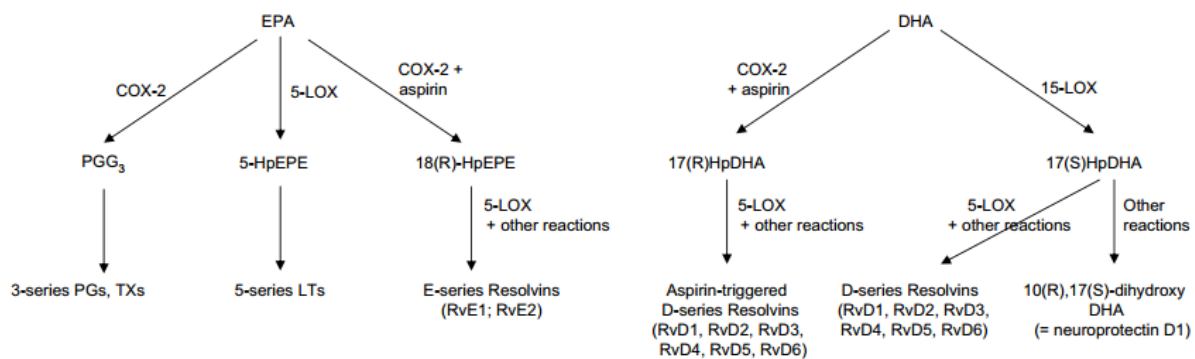 EPA
DHA
COX-2
5-LOX
COX-2 +
aspirin
COX-2
+ aspirin
15-LOX
PGG3
5-HpEPE
18(R)-HpEPE
17(R)HpDHA
17(S)HpDHA
5-LOX
+ other reactions
5-LOX
+ other reactions
5-LOX
+ other reactions
Other
reactions
3-series PGs, TXs
5-series LTs
E-series Resolvins
(RvE1; RvE2)
Aspirin-triggered
D-series Resolvins
(RvD1, RvD2, RvD3,
RvD4, RvD5, RvD6)
D-series Resolvins
(RvD1, RvD2, RvD3,
RvD4, RvD5, RvD6)
10(R),17(S)-dihydroxy
DHA
(= neuroprotectin D1)